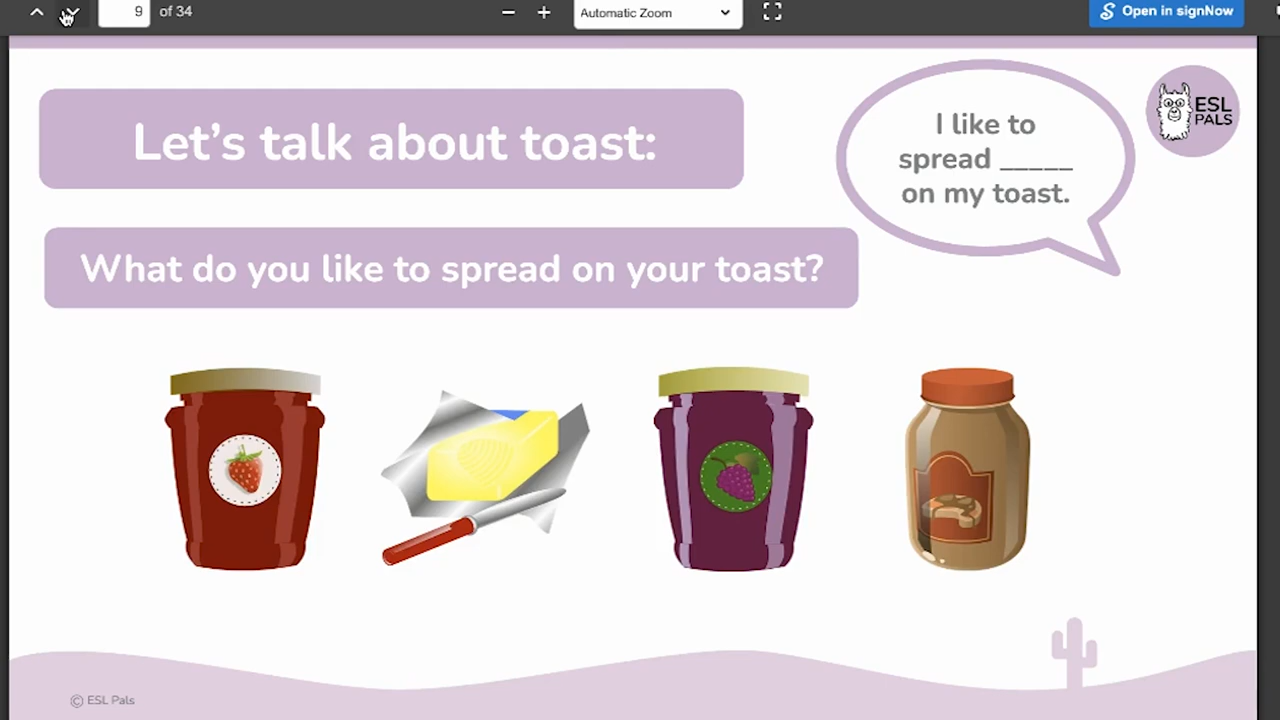 9 of 34
Automatic Zoom
Open in signNow
Let's talk about toast:
I like to
spread _____
on my toast.
ESL
PALS
What do you like to spread on your toast?
© ESL Pals